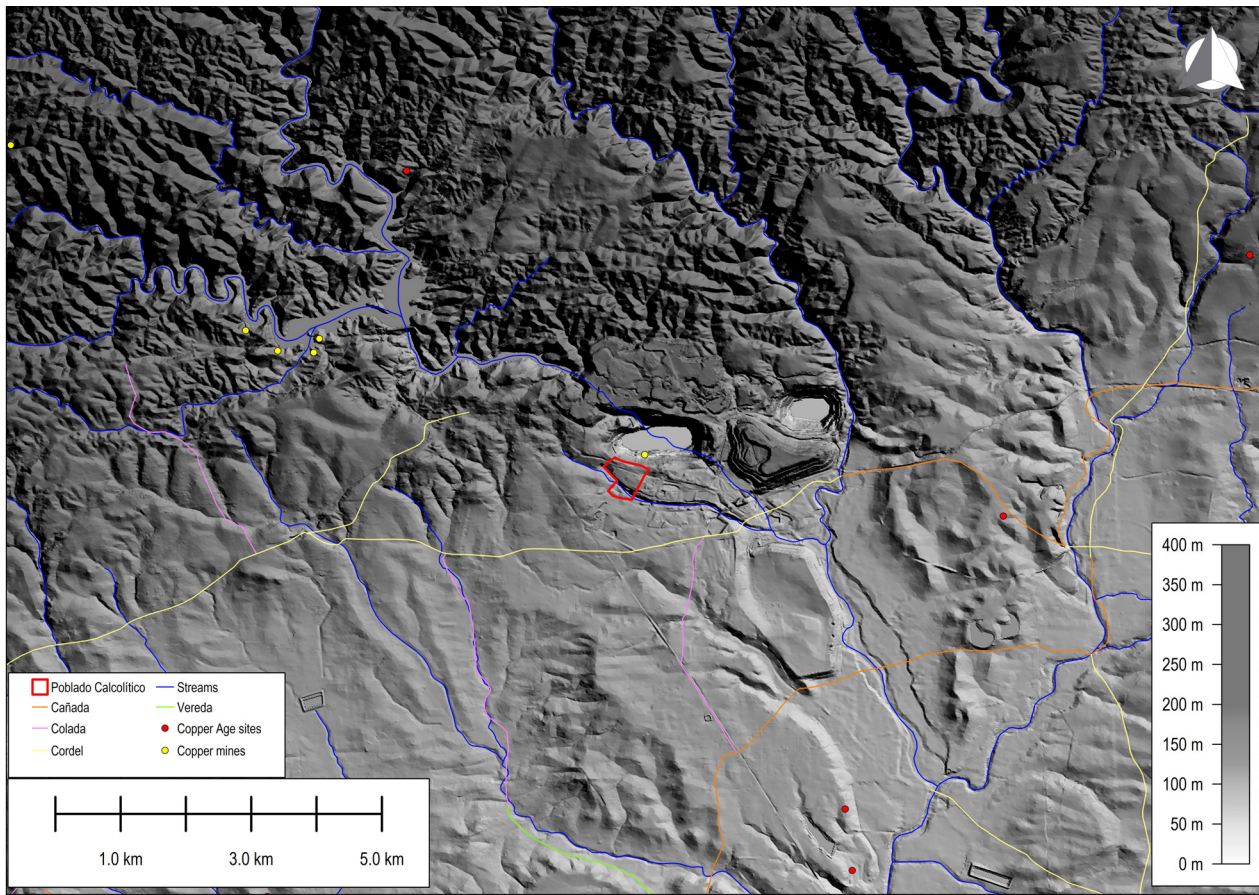 400 m
350 m
300 m
250 m
200 m
150 m
100 m
50 m
0 m
Poblado Calcolítico
Streams
Cañada
Vereda
Colada
Copper Age sites
Cordel
Copper mines
1.0 km
3.0 km
5.0 km